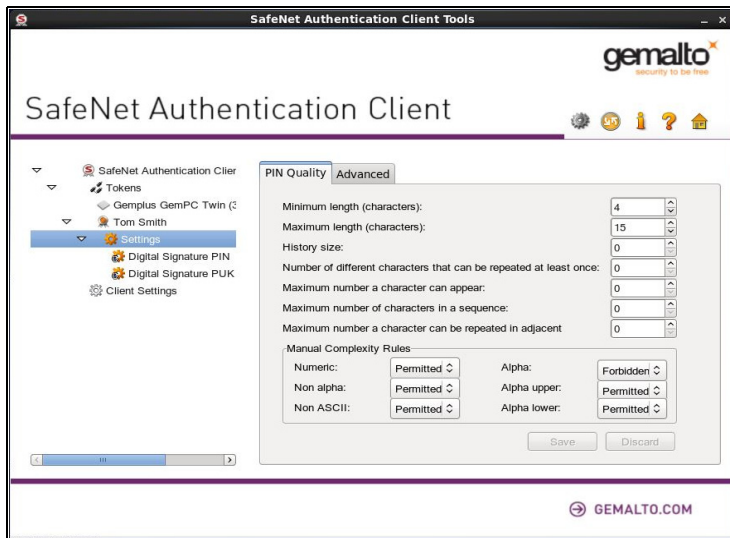 SafeNet Authentication Client Tools
gemalto
security to be free
SafeNet Authentication Client
SafeNet Authentication Clier
Tokens
Gemplus GemPC Twin (3
Tom Smith
Settings
Digital Signature PIN
Digital Signature PUK
Client Settings
PIN Quality Advanced
Minimum length (characters): 4
Maximum length (characters): 15
History size: 0
Number of different characters that can be repeated at least once: 0
Maximum number a character can appear: 0
Maximum number of characters in a sequence: 0
Maximum number a character can be repeated in adjacent 0
Manual Complexity Rules
Numeric: Permitted Alpha: Forbidden
Non alpha: Permitted Alpha upper: Permitted
Non ASCII: Permitted Alpha lower: Permitted
Save Discard
GEMALTO.COM